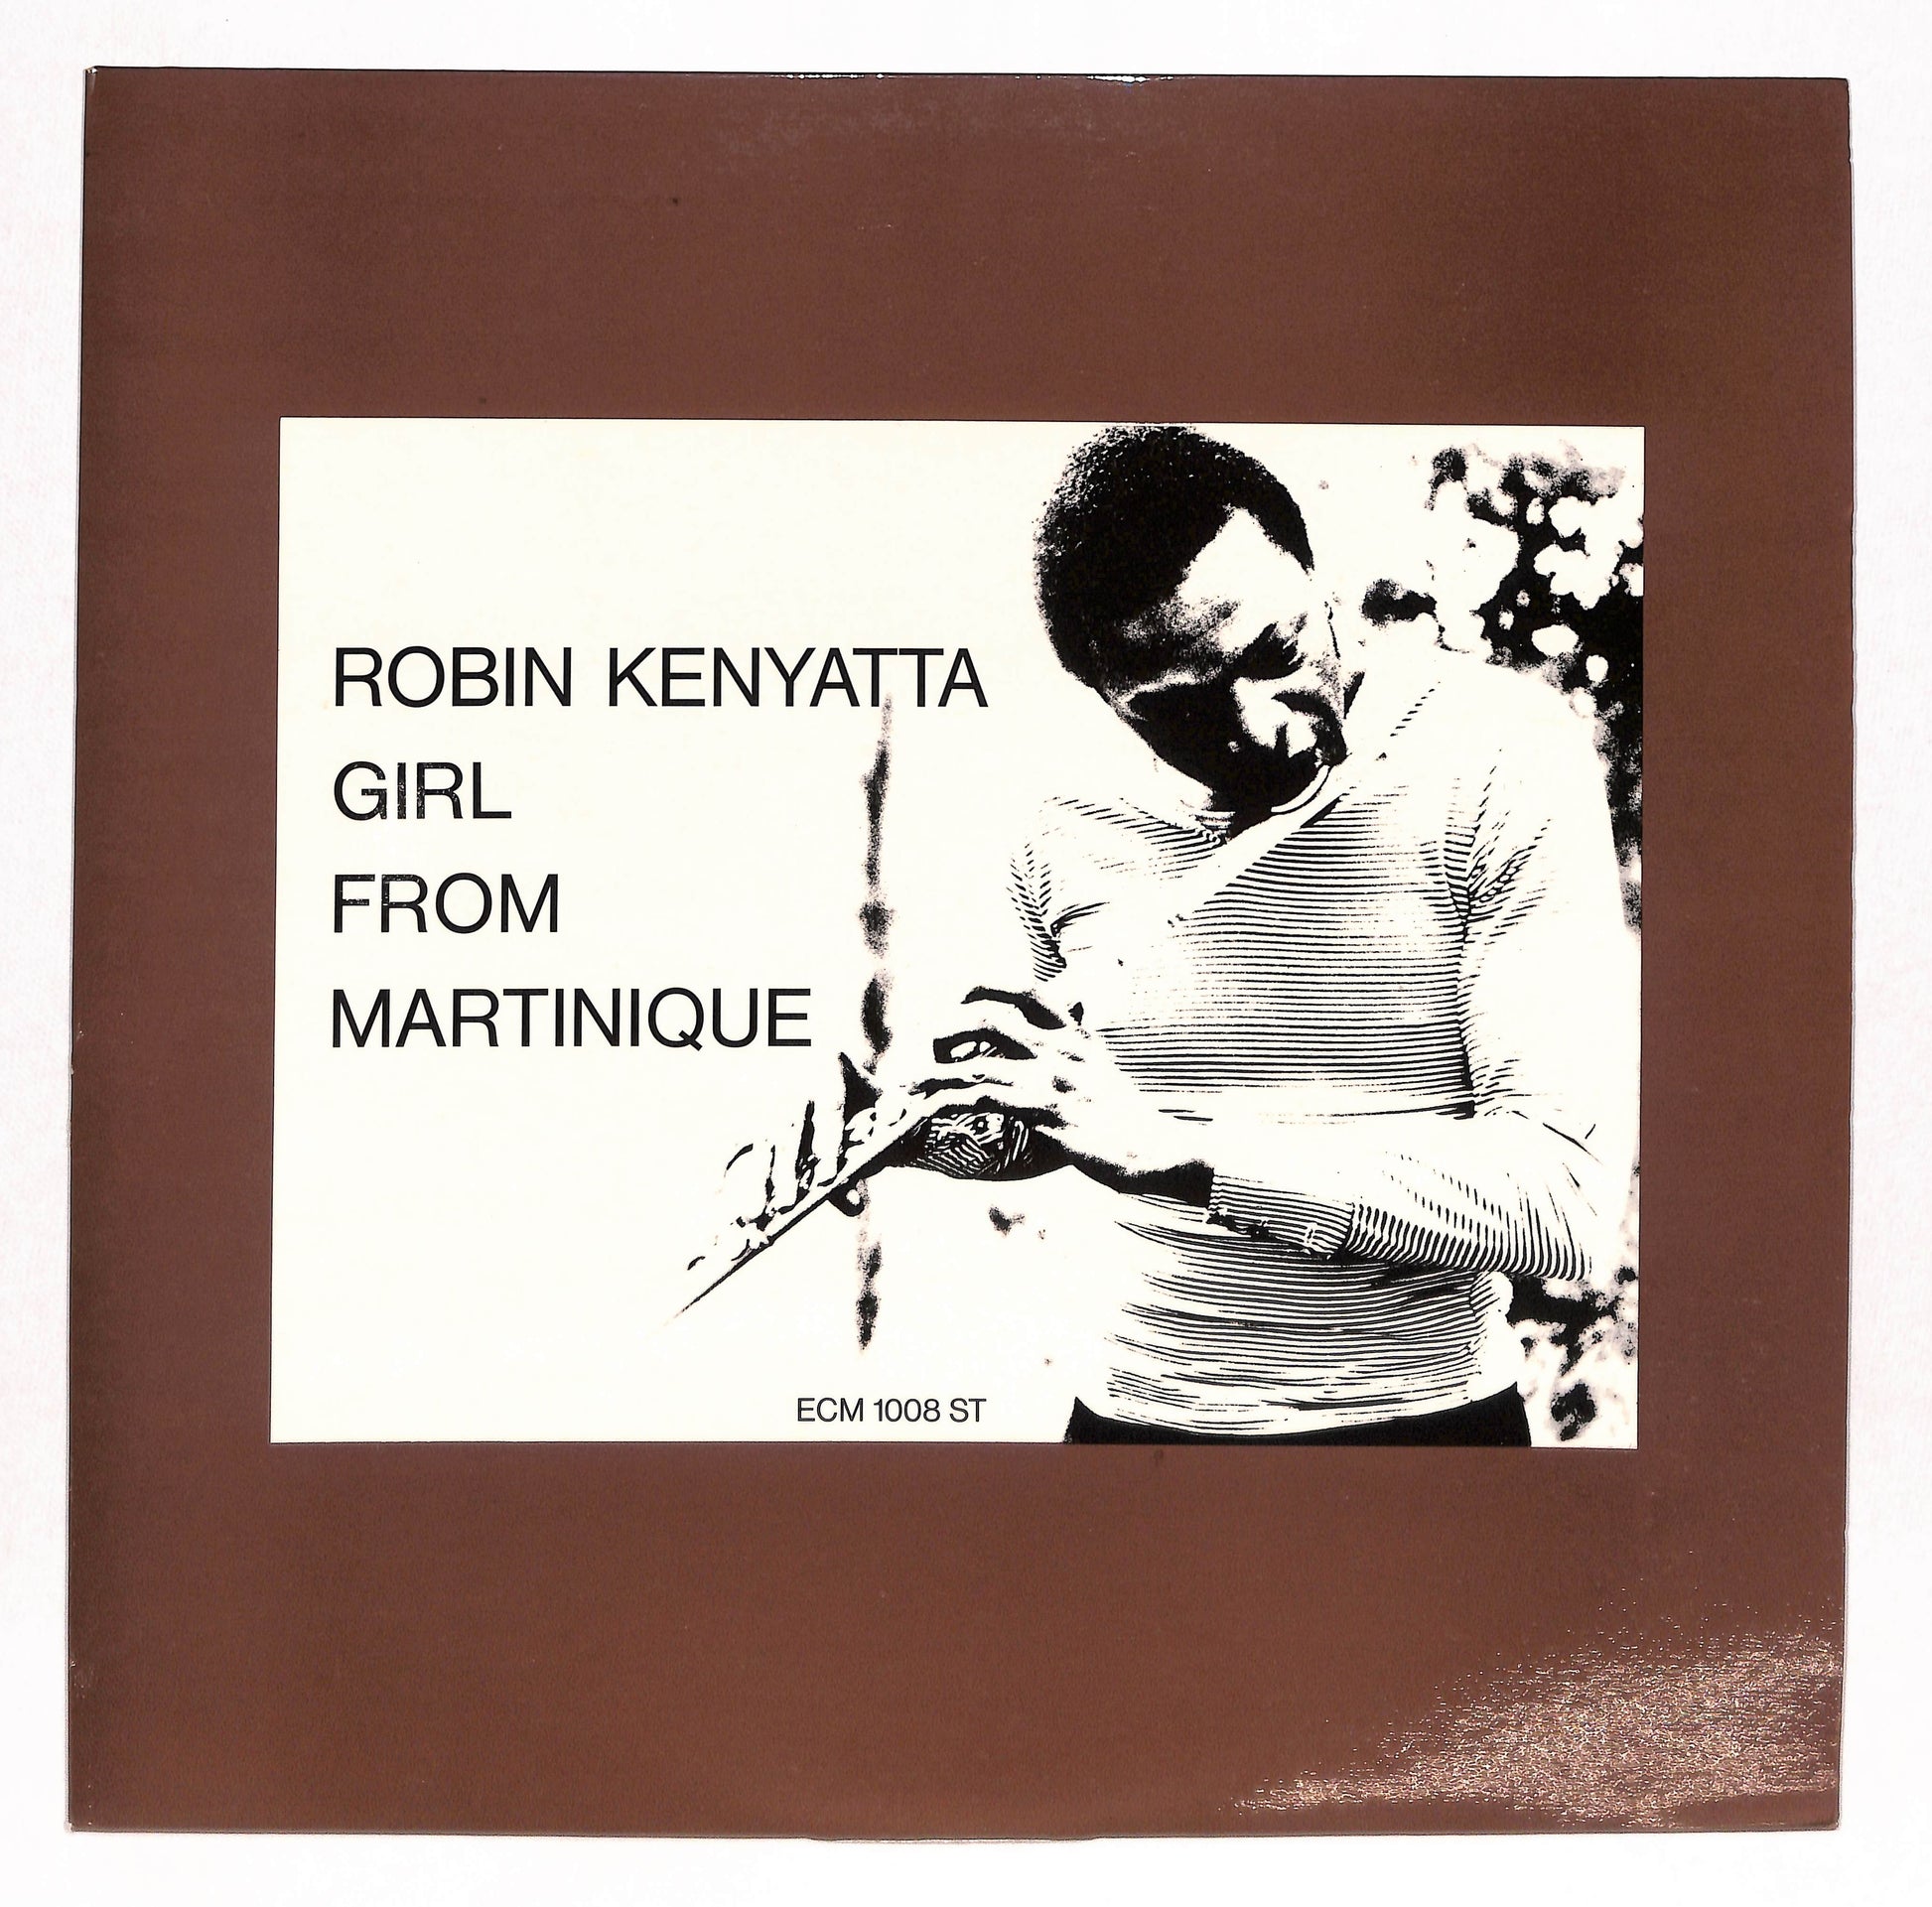 ROBIN KENYATTA
GIRL
FROM
MARTINIQUE
ECM 1008 ST